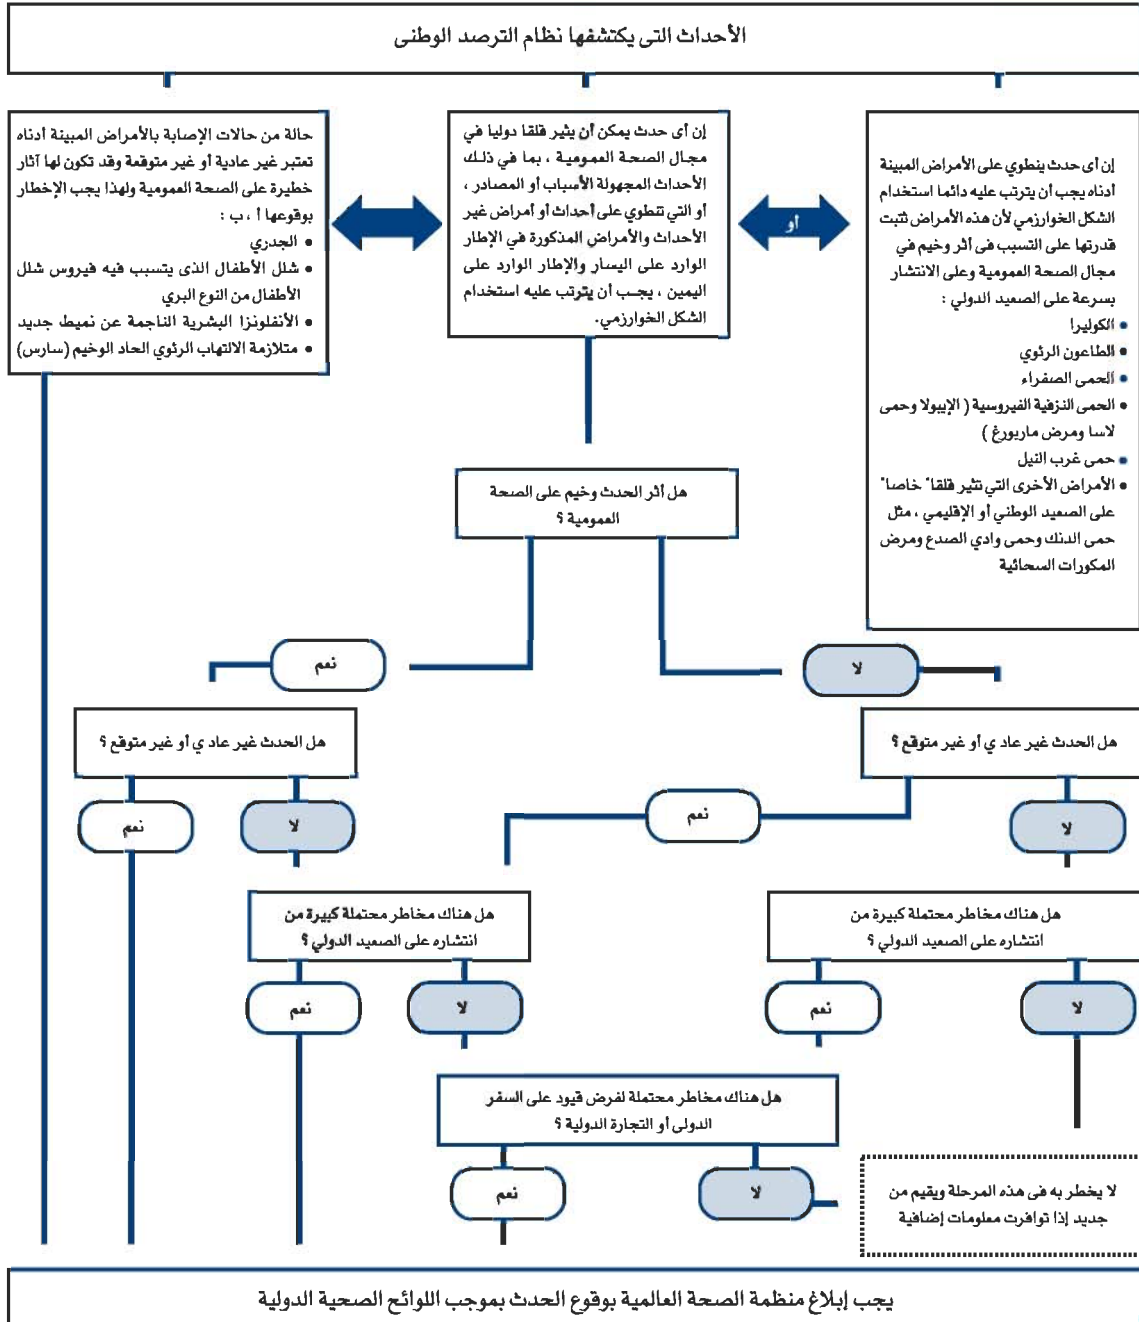 الأحداث التى يكتشفها نظام الترصد الوطنى
إن أى حدث ينطوي على الأمراض المبينة
أدناه يجب أن يترتب عليه دائما استخدام
الشكل الخوارزمي لأن هذه الأمراض ثثبت
قدرتها على التسبب فى أثر وخيم في
مجال الصحة العمومية وعلى الانتشار
بسرعة على الصعيد الدولي :
• الكوليرا
• الطاعون الرئوي
• الحمى الصفراء
• الحمى النزفية الفيروسية ( الإيبولا وحمى
لاسا ومرض ماربورغ )
• حمى غرب النيل
• الأمراض الأخرى التي تثير قلقا" خاصا"
على الصعيد الوطني أو الإقليمي ، مثل
حمى الدنك وحمى وادي الصدع ومرض
المكورات السحائية
أو
إن أى حدث يمكن أن يثير قلقا دوليا في
مجال الصحة العمومية ، بما في ذلك
الأحداث المجهولة الأسباب أو المصادر ،
أو التي تنطوي على أحداث أو أمراض غير
الأحداث والأمراض المذكورة في الإطار
الوارد على اليسار والإطار الوارد على
اليمين ، يجب أن يترتب عليه استخدام
الشكل الخوارزمي.
حالة من حالات الإصابة بالأمراض المبينة أدناه
تعتبر غير عادية أو غير متوقعة وقد تكون لها آثار
خطيرة على الصحة العمومية ولهذا يجب الإخطار
بوقوعها أ ، ب :
• الجدري
• شلل الأطفال الذى يتسبب فيه فيروس شلل
الأطفال من النوع البري
• الأنفلونزا البشرية الناجمة عن نميط جديد
• متلازمة الالتهاب الرئوي الحاد الوخيم (سارس)
هل أثر الحدث وخيم على الصحة
العمومية ؟
لا
نعم
هل الحدث غير عاد ي أو غير متوقع ؟
هل الحدث غير عاد ي أو غير متوقع ؟
لا
نعم
لا
نعم
هل هناك مخاطر محتملة كبيرة من
انتشاره على الصعيد الدولي ؟
هل هناك مخاطر محتملة كبيرة من
انتشاره على الصعيد الدولي ؟
لا
نعم
لا
نعم
هل هناك مخاطر محتملة لفرض قيود على السفر
الدولى أو التجارة الدولية ؟
لا
نعم
لا يخطر به فى هذه المرحلة ويقيم من
جديد إذا توافرت معلومات إضافية
يجب إبلاغ منظمة الصحة العالمية بوقوع الحدث بموجب اللوائح الصحية الدولية